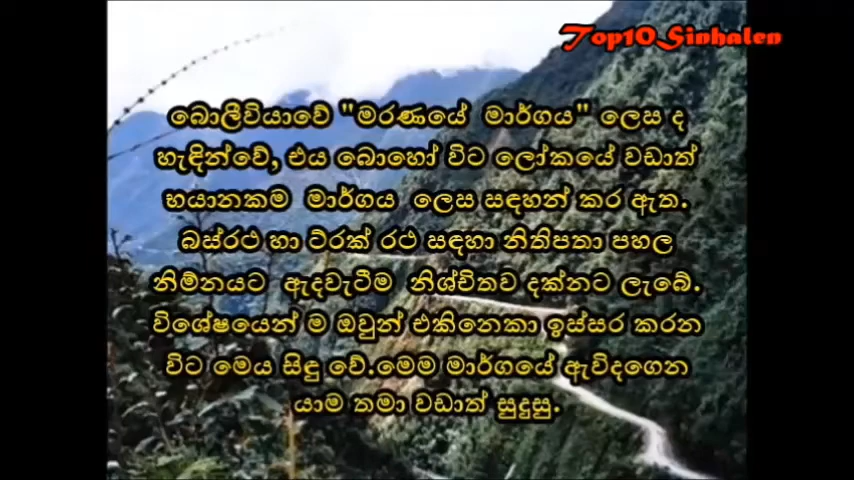 Top10Sinhalen
බොලීවියාවේ "මරණයේ මාර්ගය" ලෙස ද
හැඳින්වේ, එය බොහෝ විට ලෝකයේ වඩාත්
භයානකම මාර්ගය ලෙස සඳහන් කර ඇත.
බස්රථ හා ට්රක් රථ සඳහා නිතිපතා පහල
නිම්නයට ඇදවැටීම නිශ්චිතව දක්නට ලැබේ.
විශේෂයෙන් ම ඔවුන් එකිනෙකා ඉස්සර කරන
විට මෙය සිඳු වේ.මෙම මාර්ගයේ ඇවිදගෙන
යාම තමා වඩාත් සුදුසු.